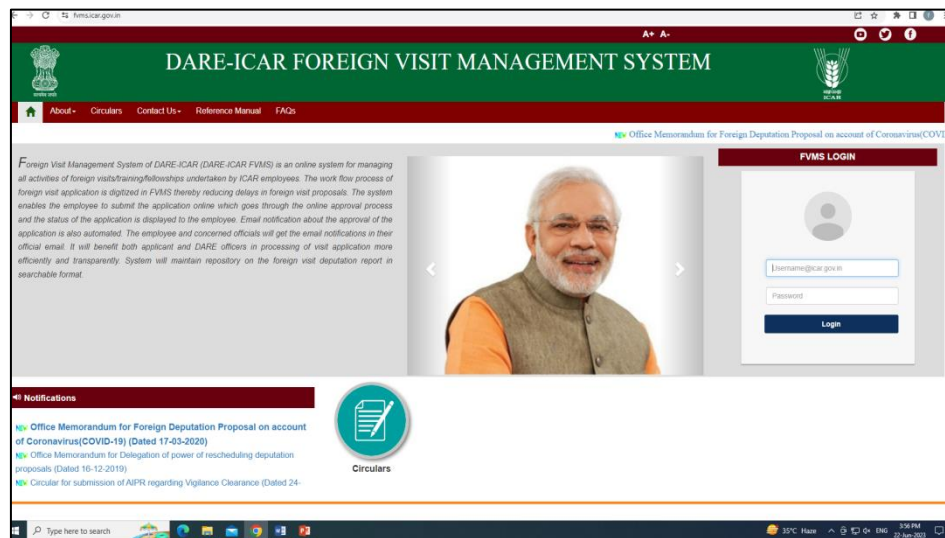 fvms.icar.gov.in
A+ A-
DARE-ICAR FOREIGN VISIT MANAGEMENT SYSTEM
सत्यमेव जयते
ICAR
About Circulars Contact Us Reference Manual FAQs
NEW Office Memorandum for Foreign Deputation Proposal on account of Coronavirus(COVI
Foreign Visit Management System of DARE-ICAR (DARE-ICAR FVMS) is an online system for managing
all activities of foreign visits/training/fellowships undertaken by ICAR employees. The work flow process of
foreign visit application is digitized in FVMS thereby reducing delays in foreign visit proposals. The system
enables the employee to submit the application online which goes through the online approval process
and the status of the application is displayed to the employee. Email notification about the approval of the
application is also automated. The employee and concerned officials will get the email notifications in their
official email. It will benefit both applicant and DARE officers in processing of visit application more
efficiently and transparently. System will maintain repository on the foreign visit deputation report in
searchable format.
FVMS LOGIN
Username@icar.gov.in
Password
Login
Notifications
NEW Office Memorandum for Foreign Deputation Proposal on account
of Coronavirus(COVID-19) (Dated 17-03-2020)
NEW Office Memorandum for Delegation of power of rescheduling deputation
proposals (Dated 16-12-2019)
NEW Circular for submission of AIPR regarding Vigilance Clearance (Dated 24-
Circulars
Type here to search
35°C Haze
ENG
3:56 PM
22-Jun-2023